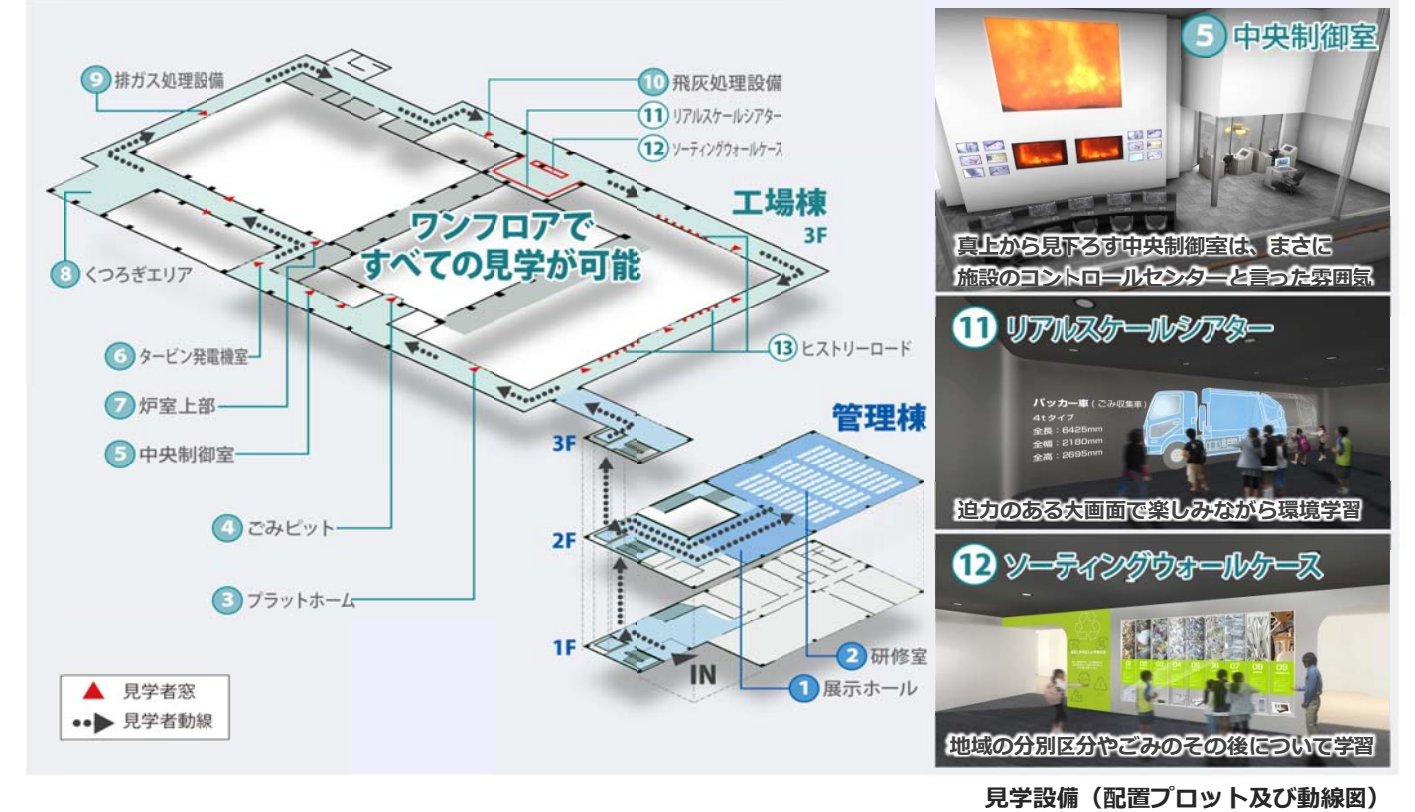 9 排ガス処理設備
10 飛灰処理設備
11 リアルスケールシアター
12 ソーティングウォールケース
工場棟
3F
ワンフロアで
すべての見学が可能
8 くつろぎエリア
6 タービン発電機室
7 炉室上部
5 中央制御室
4 ごみピット
3 プラットホーム
13 ヒストリーロード
管理棟
3F
2F
1F
IN
2 研修室
1 展示ホール
見学者窓
見学者動線
5 中央制御室
真上から見下ろす中央制御室は、まさに
施設のコントロールセンターと言った雰囲気
11 リアルスケールシアター
パッカー車(ごみ収集車)
4tタイプ
全長:6425mm
全幅:2180mm
全高:2695mm
迫力のある大画面で楽しみながら環境学習
12 ソーティングウォールケース
地域の分別区分やごみのその後について学習
見学設備(配置プロット及び動線図)